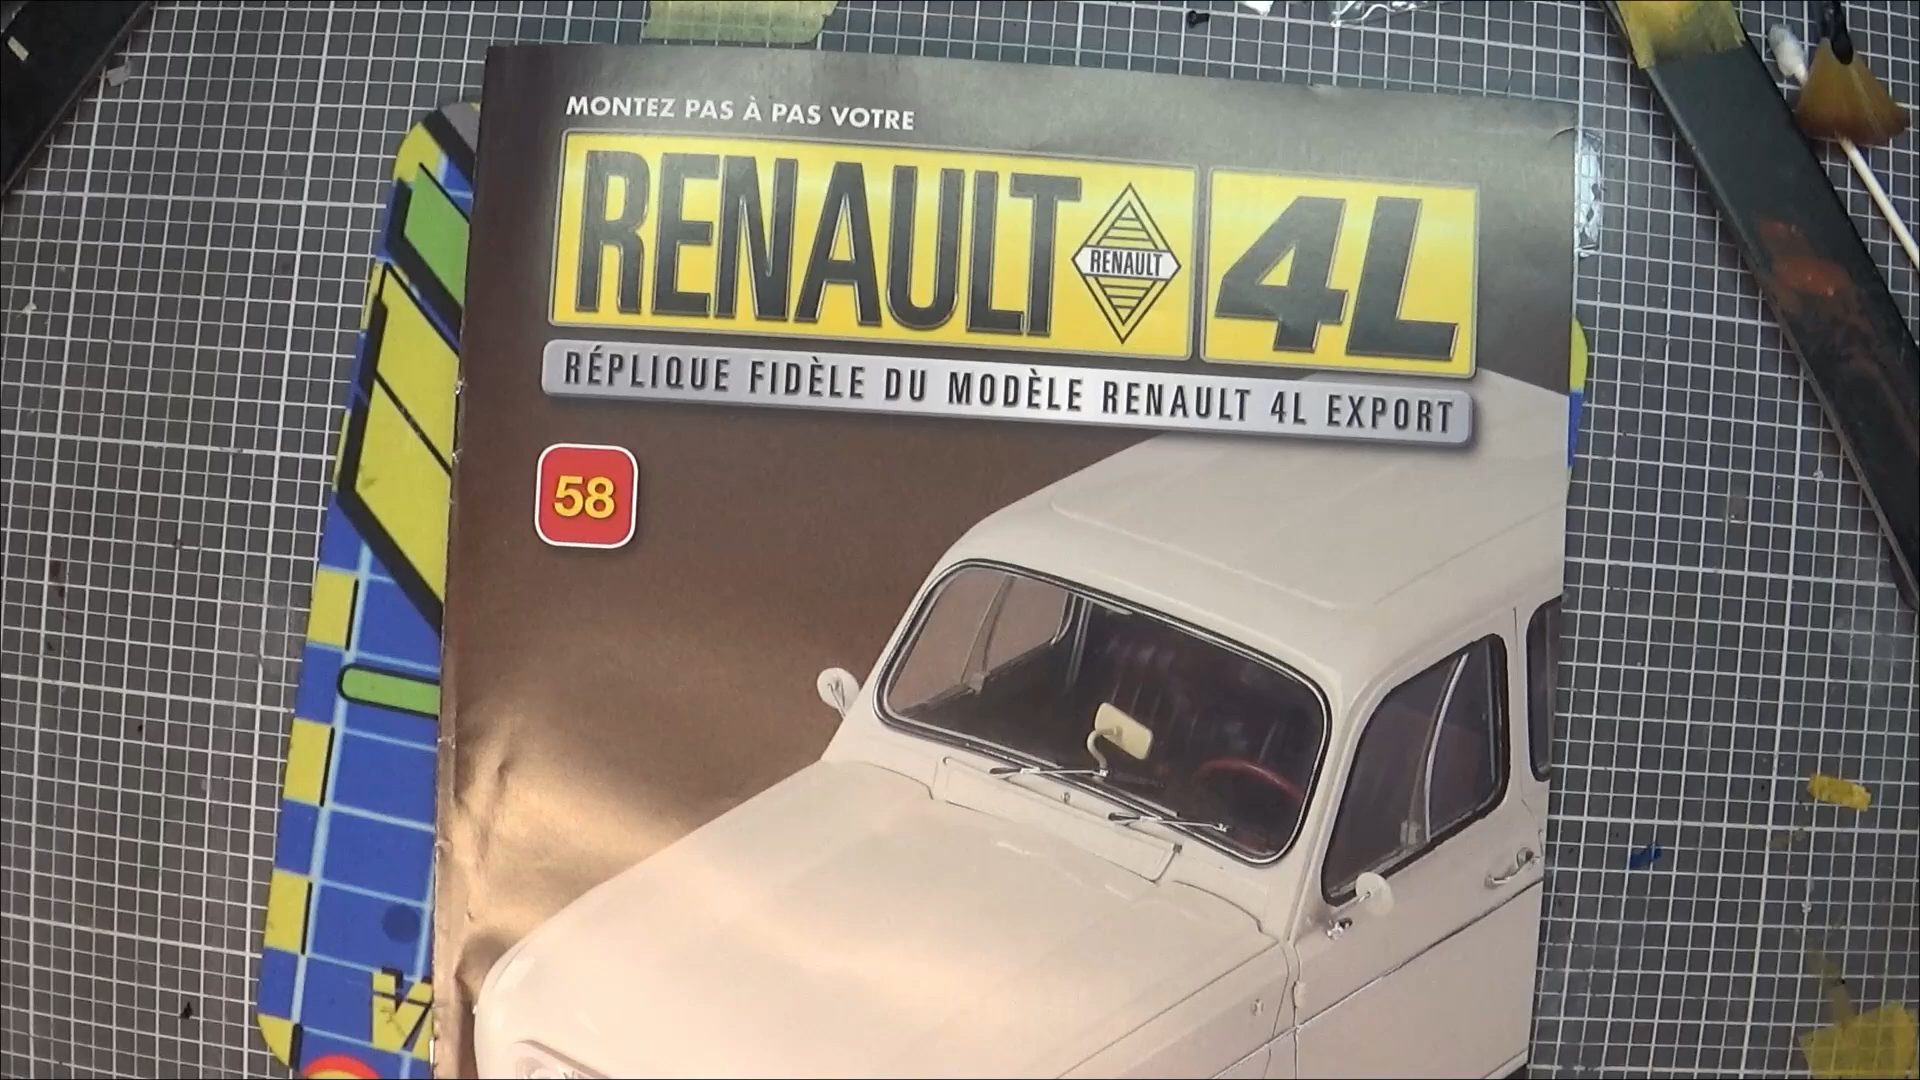 MONTEZ PAS À PAS VOTRE
RENAULT RENAULT 4L
RÉPLIQUE FIDÈLE DU MODÈLE RENAULT 4L EXPORT
58